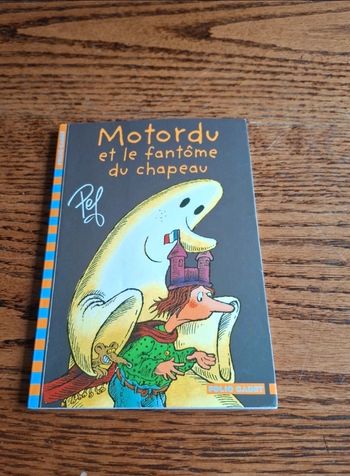 Motordu
et le fantôme
du chapeau
Pef
FOLIO CADET